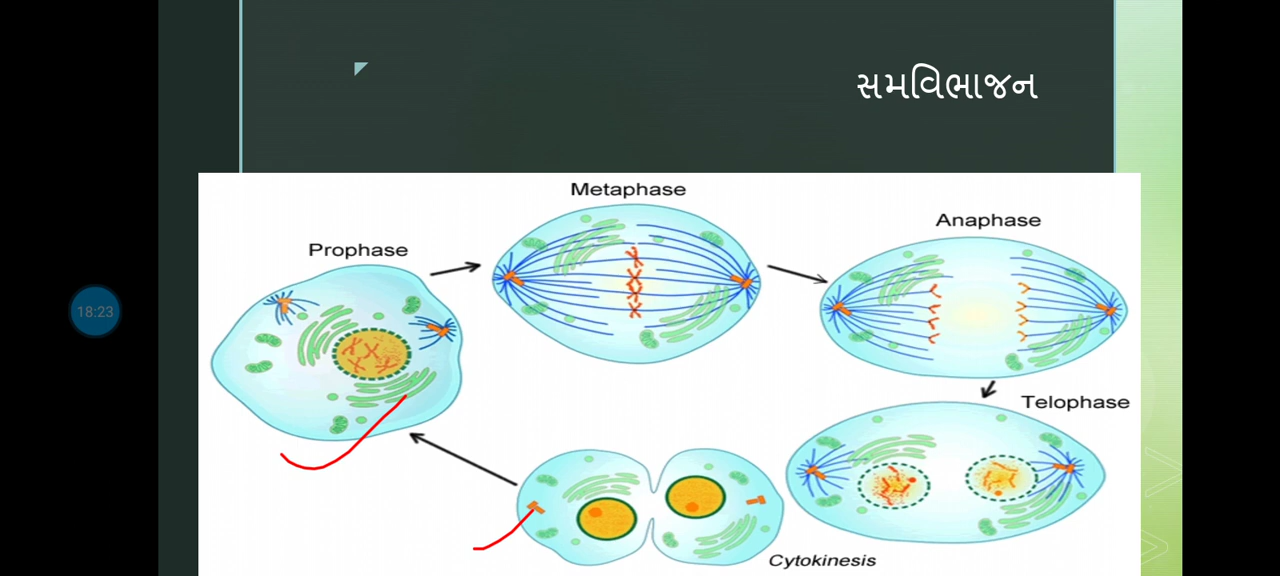 સમવિભાજન
Metaphase
Anaphase
Prophase
18:23
Telophase
Cytokinesis